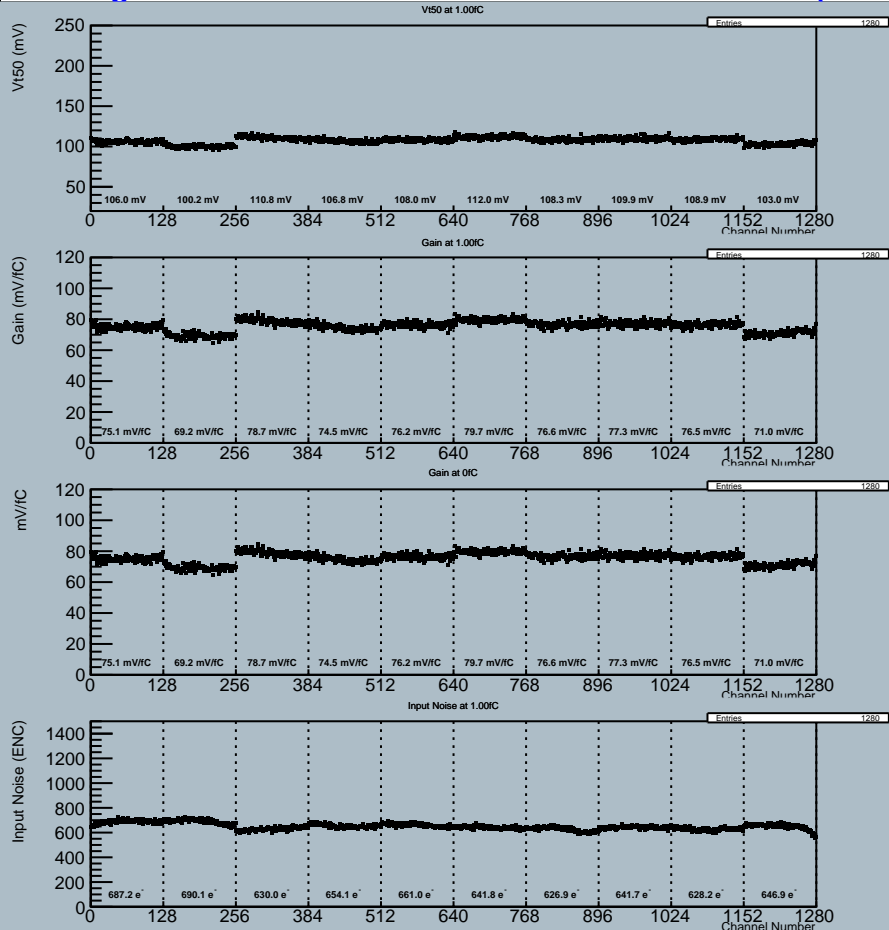 Vt50 at 1.00fC
Entries 1280
Vt50 (mV)
250
200
150
100
50
106.0 mV 100.2 mV 110.8 mV 106.8 mV 108.0 mV 112.0 mV 108.3 mV 109.9 mV 108.9 mV 103.0 mV
0 128 256 384 512 640 768 896 1024 1152 1280
Channel Number
Gain at 1.00fC
Entries 1280
Gain (mV/fC)
120
100
80
60
40
20
0
75.1 mV/fC 69.2 mV/fC 78.7 mV/fC 74.5 mV/fC 76.2 mV/fC 79.7 mV/fC 76.6 mV/fC 77.3 mV/fC 76.5 mV/fC 71.0 mV/fC
0 128 256 384 512 640 768 896 1024 1152 1280
Channel Number
Gain at 0fC
Entries 1280
mV/fC
120
100
80
60
40
20
0
75.1 mV/fC 69.2 mV/fC 78.7 mV/fC 74.5 mV/fC 76.2 mV/fC 79.7 mV/fC 76.6 mV/fC 77.3 mV/fC 76.5 mV/fC 71.0 mV/fC
0 128 256 384 512 640 768 896 1024 1152 1280
Channel Number
Input Noise at 1.00fC
Entries 1280
Input Noise (ENC)
1400
1200
1000
800
600
400
200
0
687.2 e⁻ 690.1 e⁻ 630.0 e⁻ 654.1 e⁻ 661.0 e⁻ 641.8 e⁻ 626.9 e⁻ 641.7 e⁻ 628.2 e⁻ 646.9 e⁻
0 128 256 384 512 640 768 896 1024 1152 1280
Channel Number